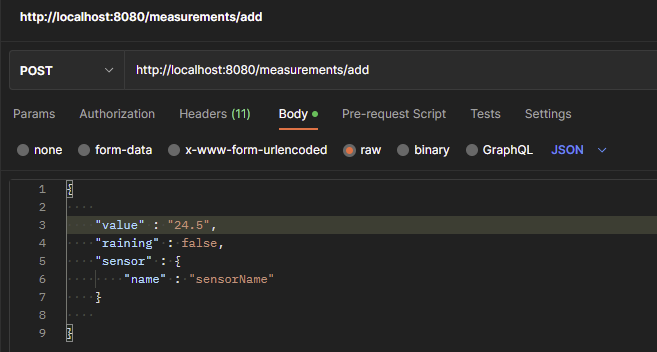 http://localhost:8080/measurements/add
POST http://localhost:8080/measurements/add
Params Authorization Headers (11) Body Pre-request Script Tests Settings
none form-data x-www-form-urlencoded raw binary GraphQL JSON
1 {
2
3 "value" : "24.5",
4 "raining" : false,
5 "sensor" : {
6 "name" : "sensorName"
7 }
8
9 }